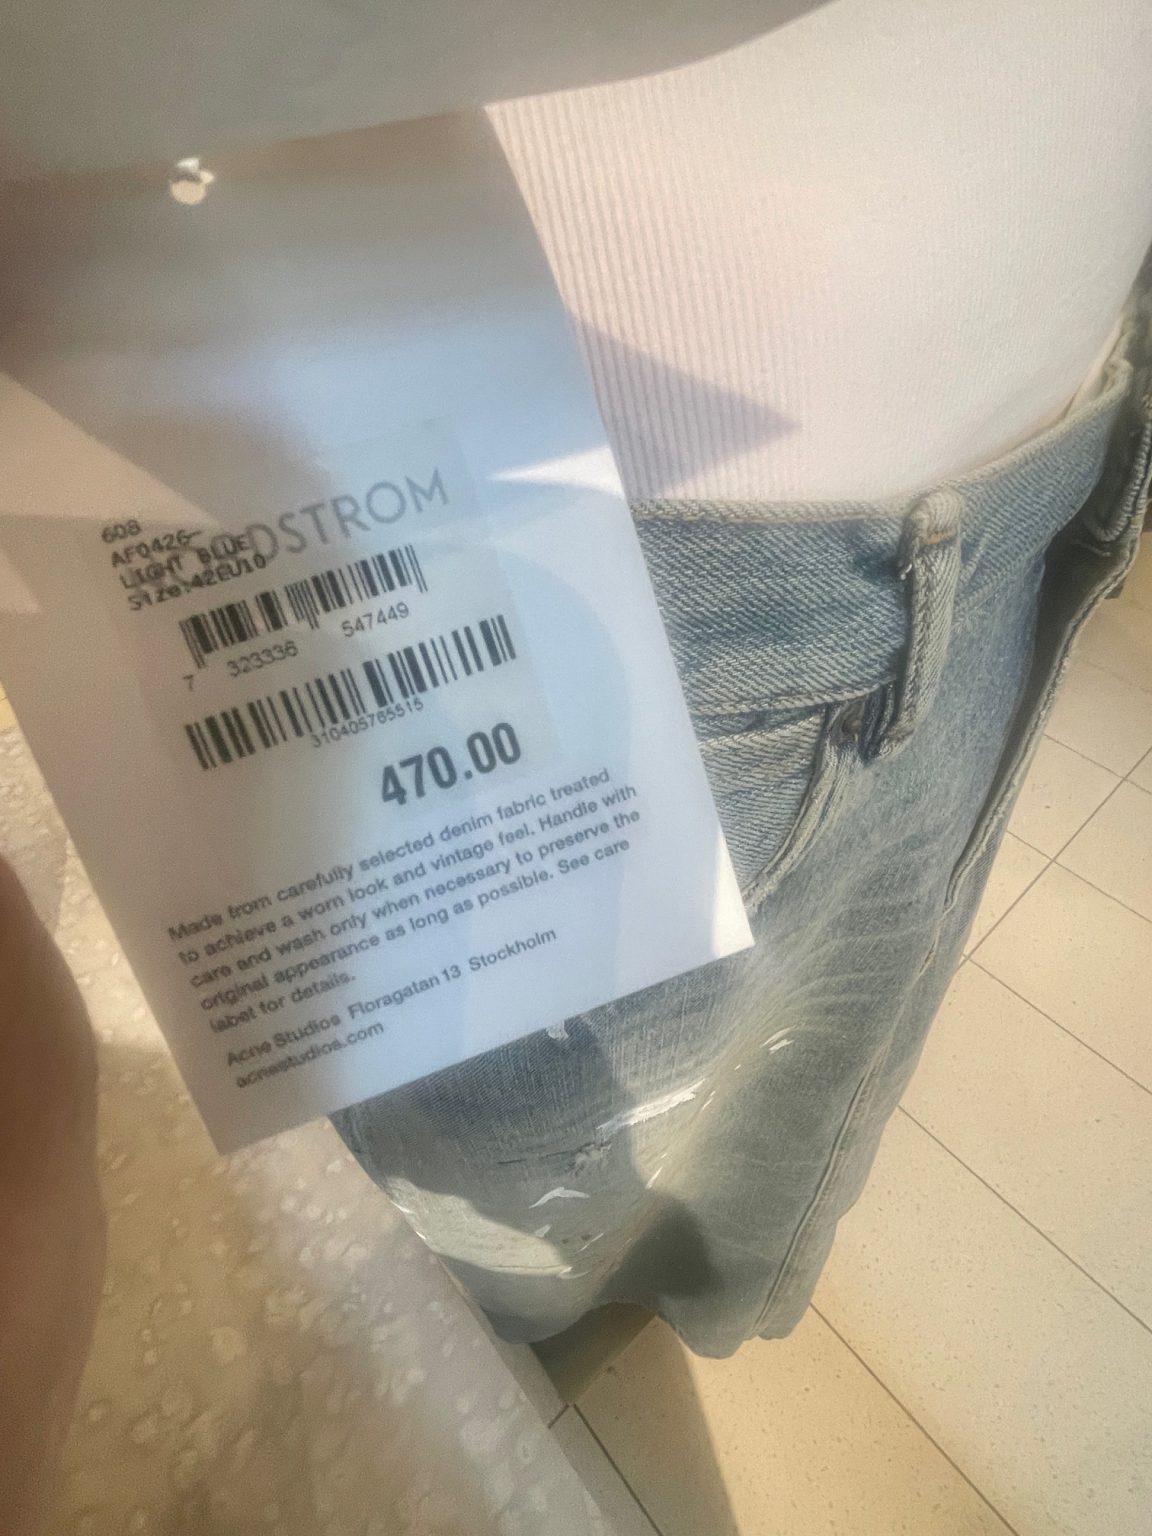 608
AF0426-
LIGHT BLUE
Size:42EU10
NORDSTROM
7 323336 547449
310405765515
470.00
Made from carefully selected denim fabric treated
to achieve a worn look and vintage feel. Handle with
care and wash only when necessary to preserve the
original appearance as long as possible. See care
label for details.
Acne Studios Floragatan 13 Stockholm
acnestudios.com